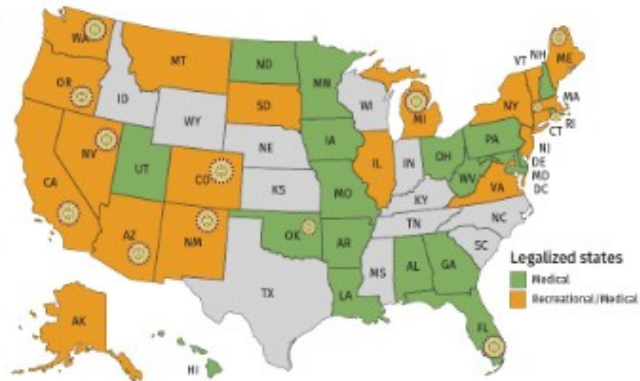 WA
MT
ND
MN
OR
ID
WY
SD
WI
MI
VT
NH
ME
MA
RI
CT
NY
NV
UT
CO
NE
IA
IL
IN
OH
PA
NJ
DE
MD
DC
CA
KS
MO
KY
WV
VA
AZ
NM
OK
AR
TN
NC
SC
TX
LA
MS
AL
GA
FL
AK
HI
Legalized states
Medical
Recreational/Medical